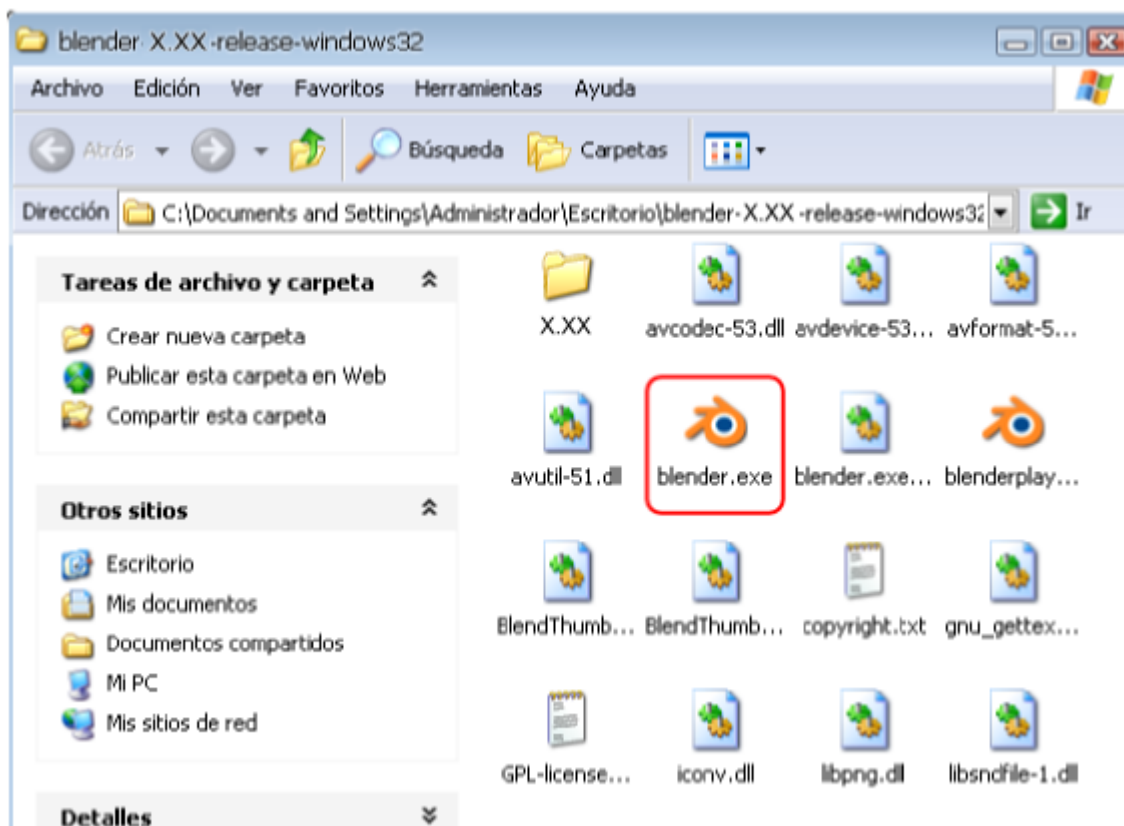 blender-X.XX-release-windows32
Archivo Edición Ver Favoritos Herramientas Ayuda
Atrás Búsqueda Carpetas
Dirección C:\Documents and Settings\Administrador\Escritorio\blender-X.XX-release-windows32 Ir
Tareas de archivo y carpeta
Crear nueva carpeta
Publicar esta carpeta en Web
Compartir esta carpeta
Otros sitios
Escritorio
Mis documentos
Documentos compartidos
Mi PC
Mis sitios de red
Detalles
X.XX avcodec-53.dll avdevice-53... avformat-5...
avutil-51.dll blender.exe blender.exe... blenderplay...
BlendThumb... BlendThumb... copyright.txt gnu_gettex...
GPL-license... iconv.dll libpng.dll libsndfile-1.dll